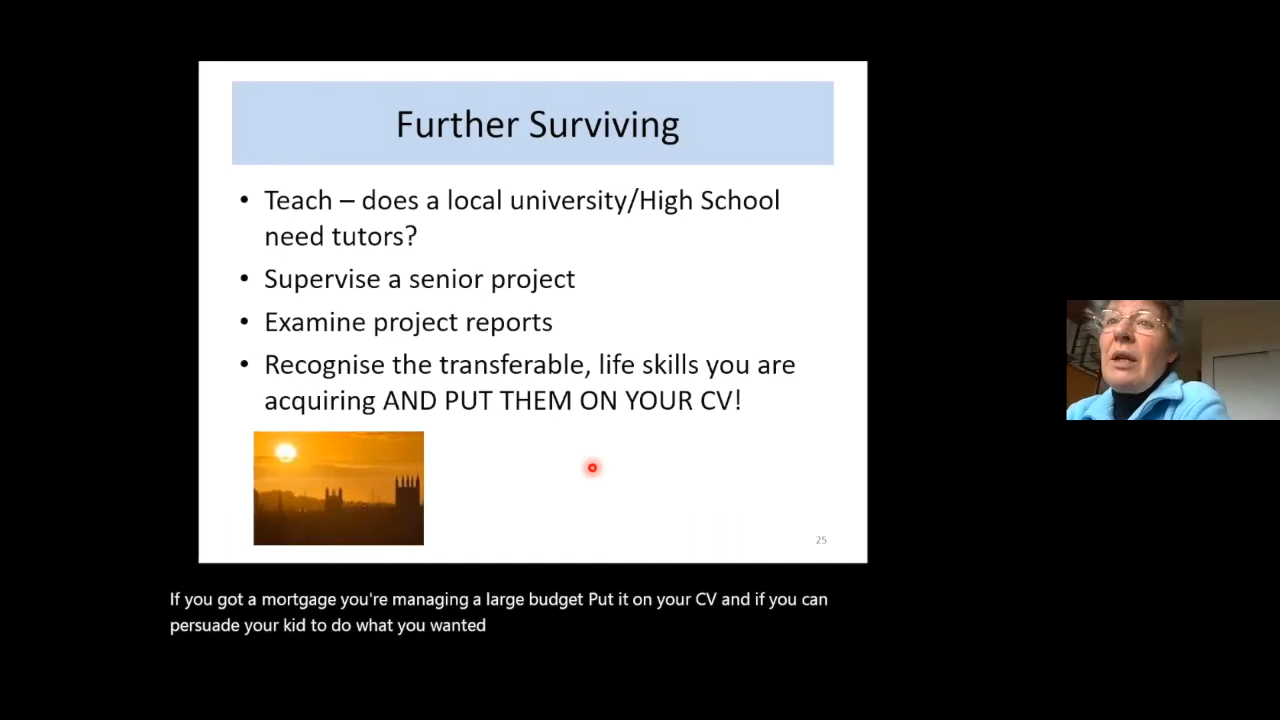 Further Surviving
• Teach – does a local university/High School
need tutors?
• Supervise a senior project
• Examine project reports
• Recognise the transferable, life skills you are
acquiring AND PUT THEM ON YOUR CV!
25
If you got a mortgage you're managing a large budget Put it on your CV and if you can
persuade your kid to do what you wanted